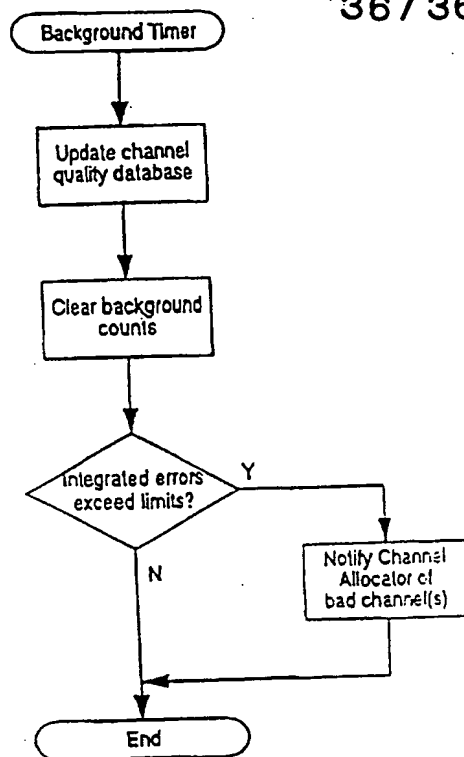 36/36
Background Timer
Update channel
quality database
Clear background
counts
Integrated errors
exceed limits?
Y
N
Notify Channel
Allocator of
bad channel(s)
End